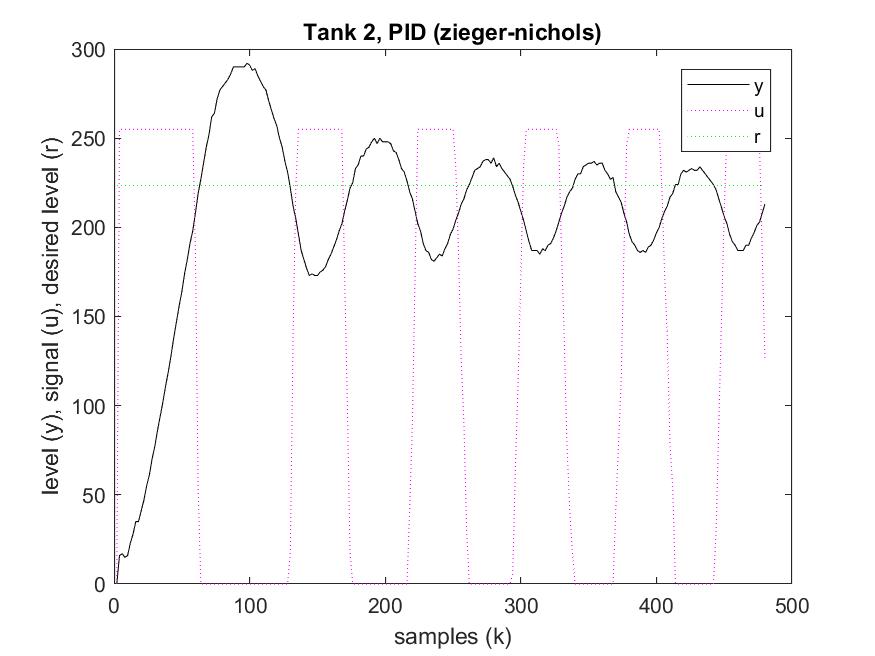 Tank 2, PID (zieger-nichols)
300
250
200
150
100
50
0
level (y), signal (u), desired level (r)
y
u
r
0 100 200 300 400 500
samples (k)